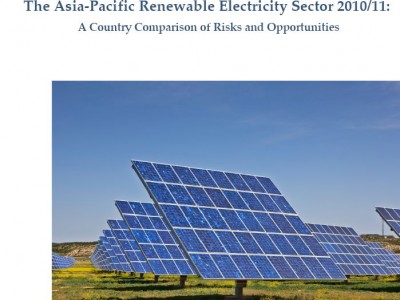 The Asia-Pacific Renewable Electricity Sector 2010/11:
A Country Comparison of Risks and Opportunities